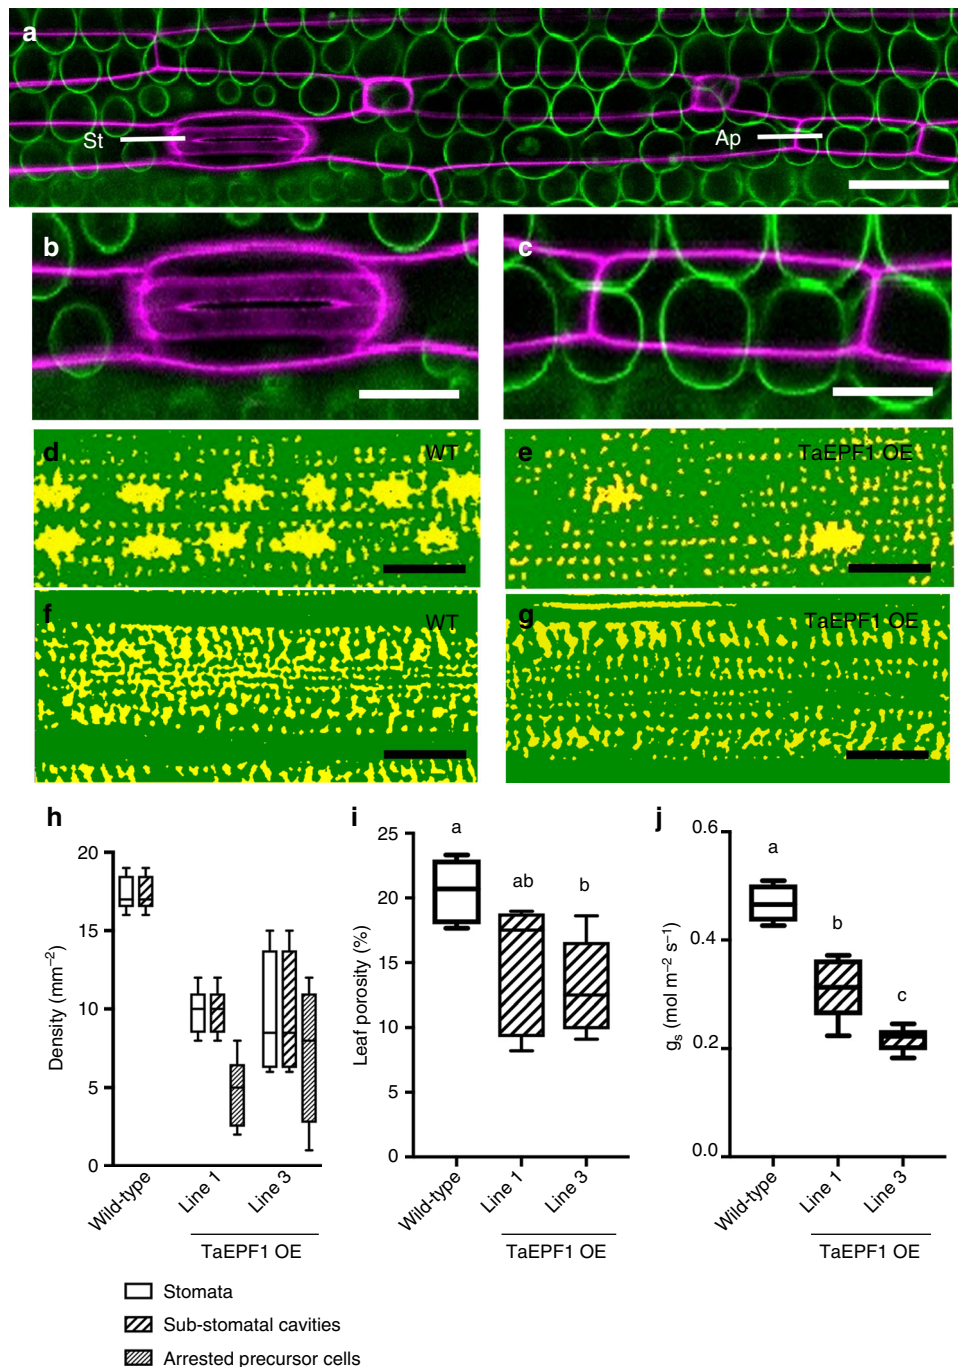 a
St
Ap
b
c
d
WT
e
TaEPF1 OE
f
WT
g
TaEPF1 OE
h
20
15
10
5
0
Density (mm⁻²)
Wild-type
Line 1
Line 3
TaEPF1 OE
Stomata
Sub-stomatal cavities
Arrested precursor cells
i
25
20
15
10
5
0
Leaf porosity (%)
a
ab
b
Wild-type
Line 1
Line 3
TaEPF1 OE
j
0.6
0.4
0.2
0.0
gₛ (mol m⁻² s⁻¹)
a
b
c
Wild-type
Line 1
Line 3
TaEPF1 OE